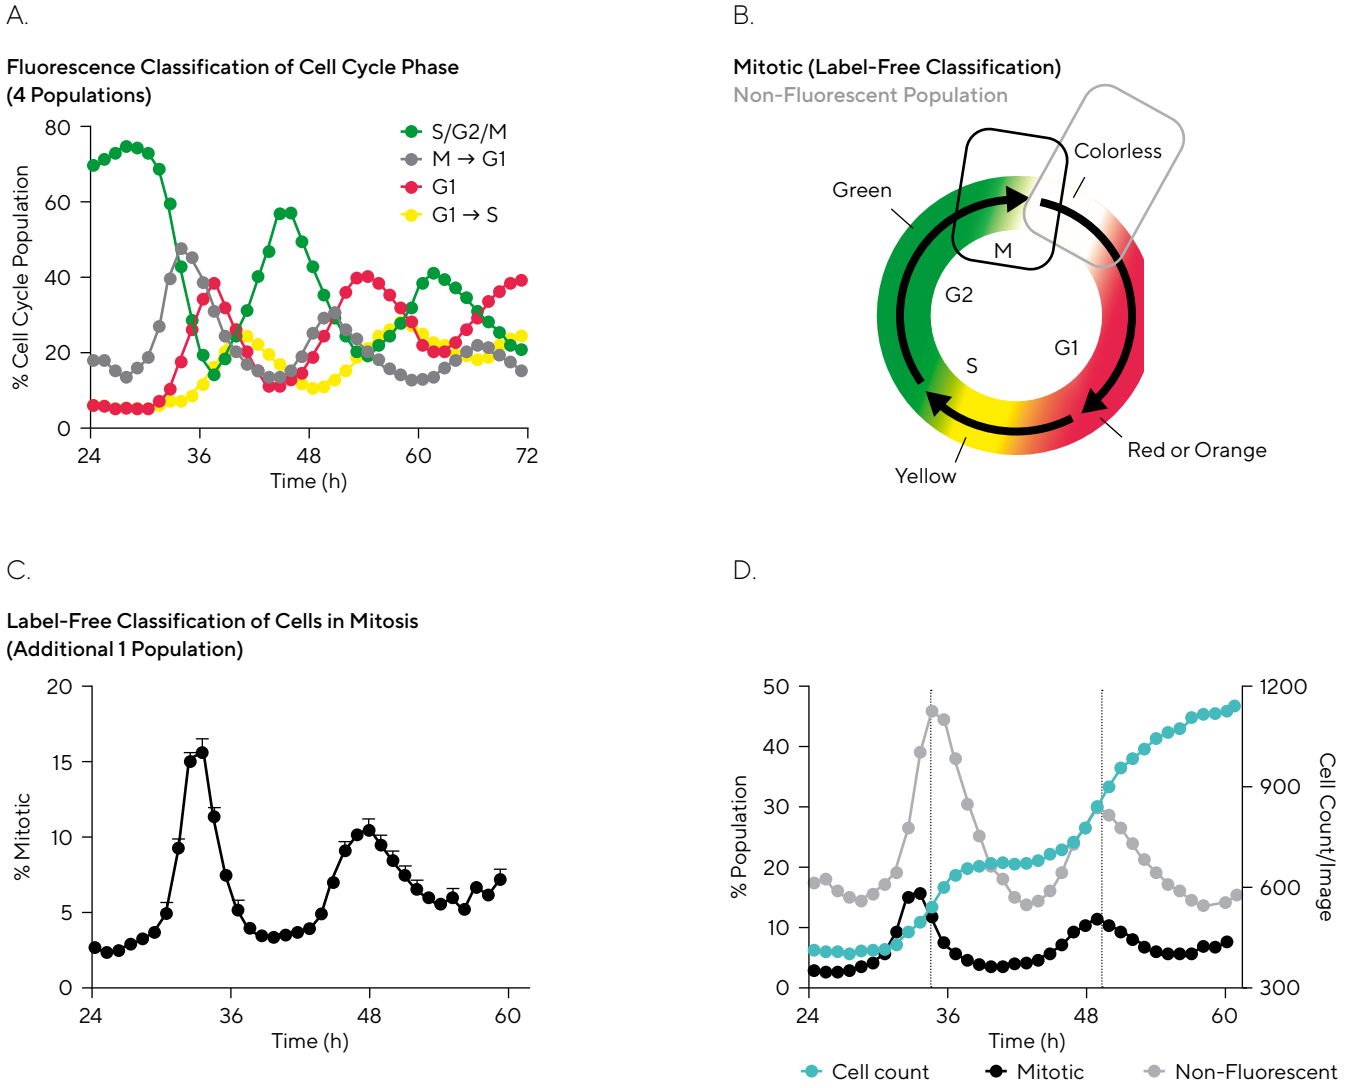 A.
Fluorescence Classification of Cell Cycle Phase
(4 Populations)
% Cell Cycle Population
80
60
40
20
0
24
36
48
60
72
Time (h)
S/G2/M
M → G1
G1
G1 → S
B.
Mitotic (Label-Free Classification)
Non-Fluorescent Population
Colorless
Green
M
G2
G1
S
Red or Orange
Yellow
C.
Label-Free Classification of Cells in Mitosis
(Additional 1 Population)
% Mitotic
20
15
10
5
0
24
36
48
60
Time (h)
D.
% Population
50
40
30
20
10
0
1200
900
600
300
Cell Count/Image
24
36
48
60
Time (h)
Cell count
Mitotic
Non-Fluorescent